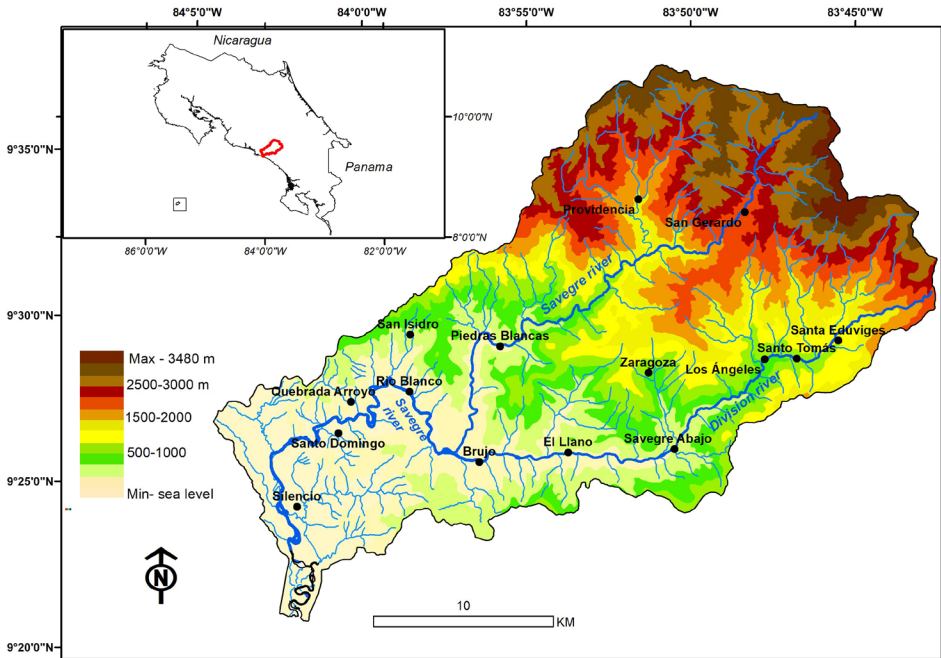 84°5'0"W 84°0'0"W 83°55'0"W 83°50'0"W 83°45'0"W
Nicaragua
10°0'0"N
9°35'0"N
Panama
8°0'0"N
86°0'0"W 84°0'0"W 82°0'0"W
Providencia
San Gerardo
Savegre river
9°30'0"N
San Isidro
Piedras Blancas
Santa Eduviges
Santo Tomás
Zaragoza
Los Ángeles
Max - 3480 m
2500-3000 m
1500-2000
500-1000
Min- sea level
Río Blanco
Quebrada Arroyo
Savegre
river
Division river
Santo Domingo
El Llano
Savegre Abajo
Brujo
9°25'0"N
Silencio
N
10
KM
9°20'0"N